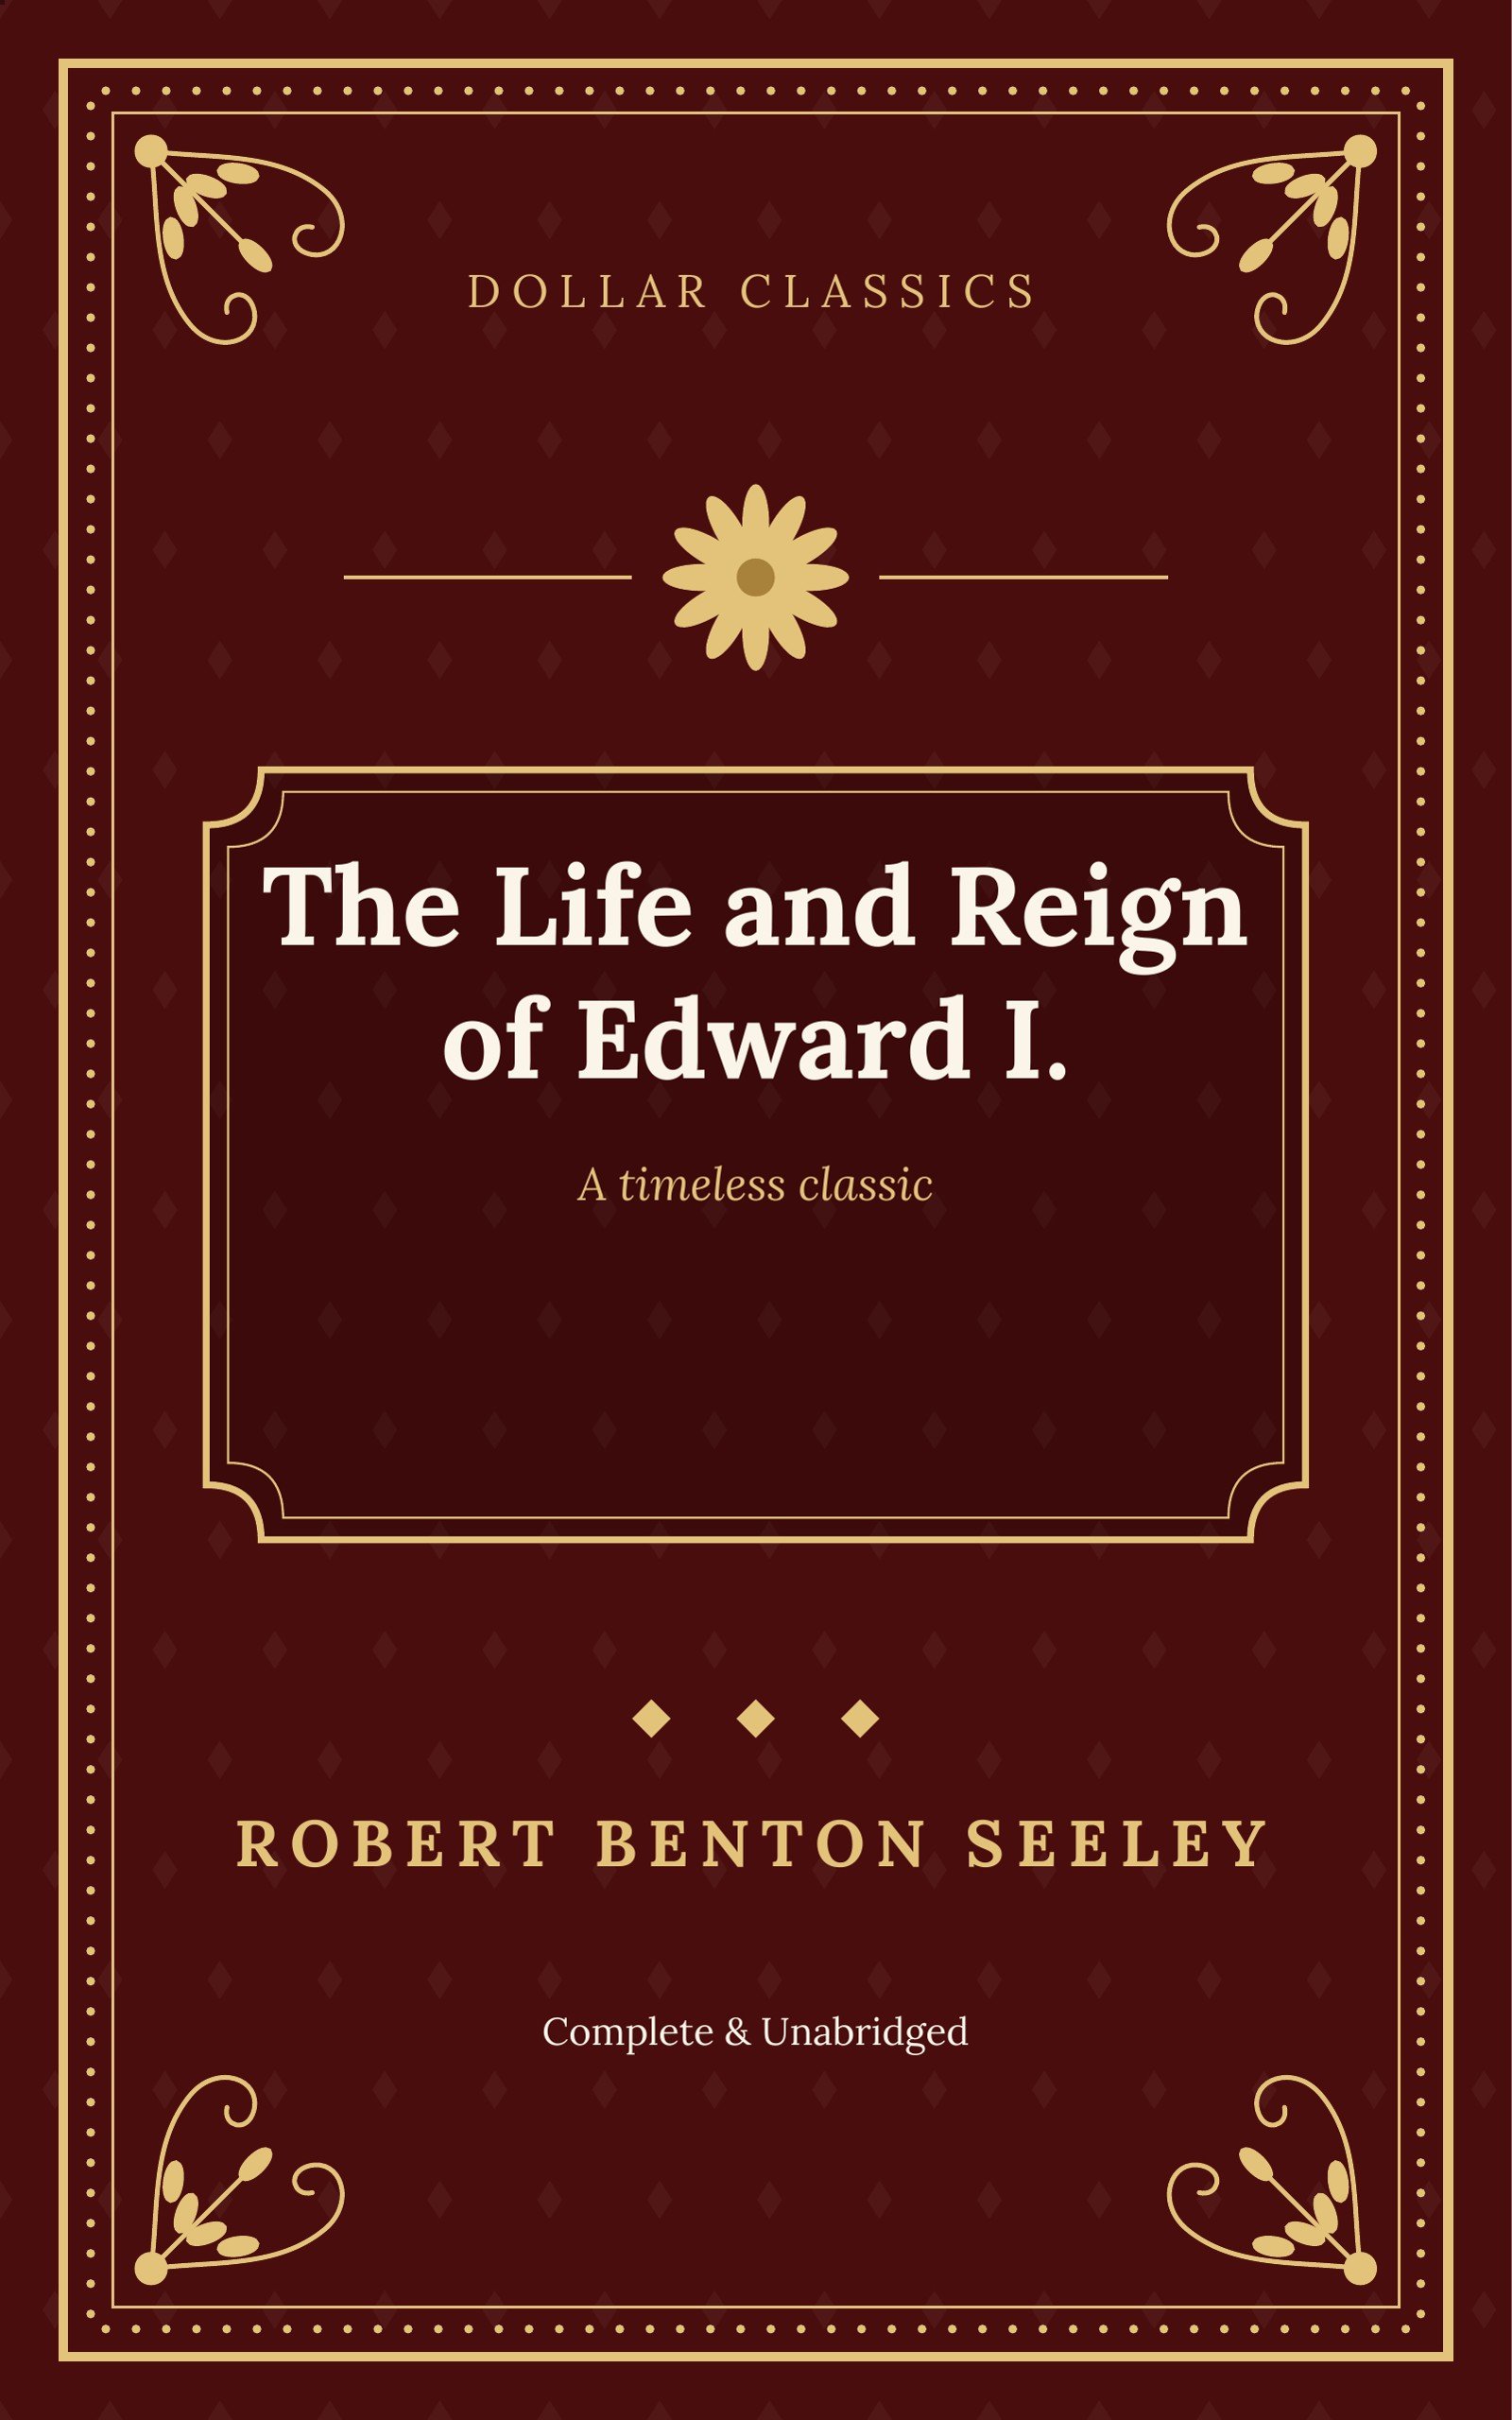 DOLLAR CLASSICS
The Life and Reign
of Edward I.
A timeless classic
ROBERT BENTON SEELEY
Complete & Unabridged